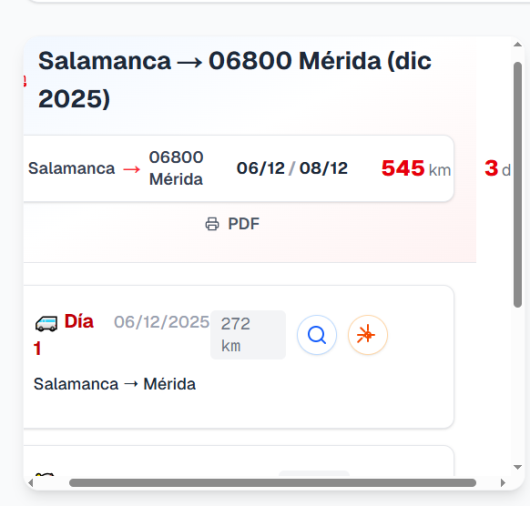 Salamanca → 06800 Mérida (dic
2025)
Salamanca → 06800
Mérida 06/12 / 08/12 545 km 3 d
PDF
Día
1 06/12/2025 272
km
Salamanca → Mérida